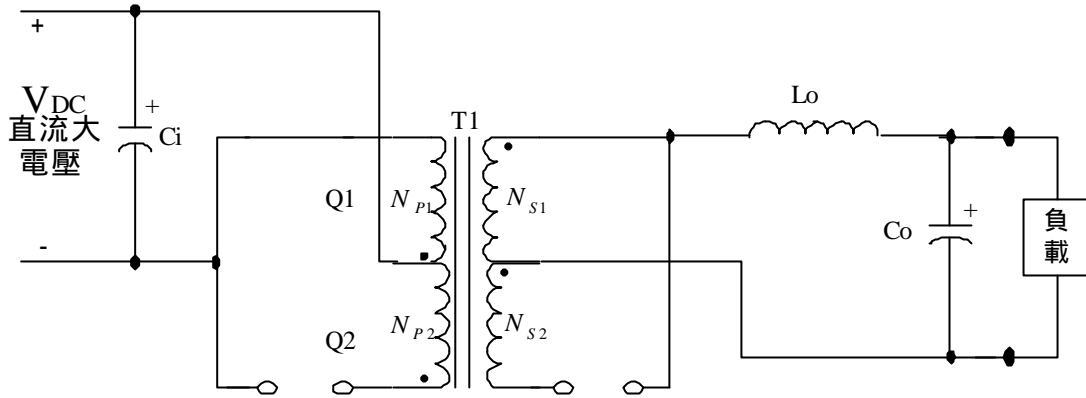 +
VDC
直流大
電壓
-
+
Ci
Q1
Q2
T1
NP1
NP2
NS1
NS2
Lo
Co
+
負
載